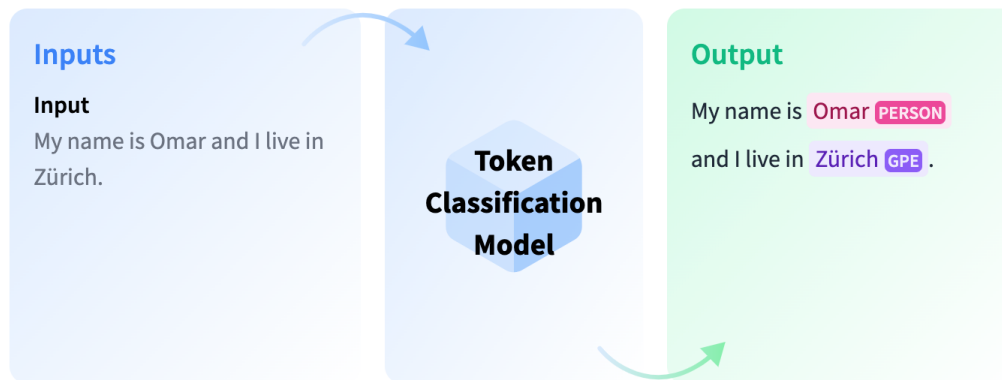 Inputs
Input
My name is Omar and I live in
Zürich.
Token
Classification
Model
Output
My name is Omar PERSON
and I live in Zürich GPE .